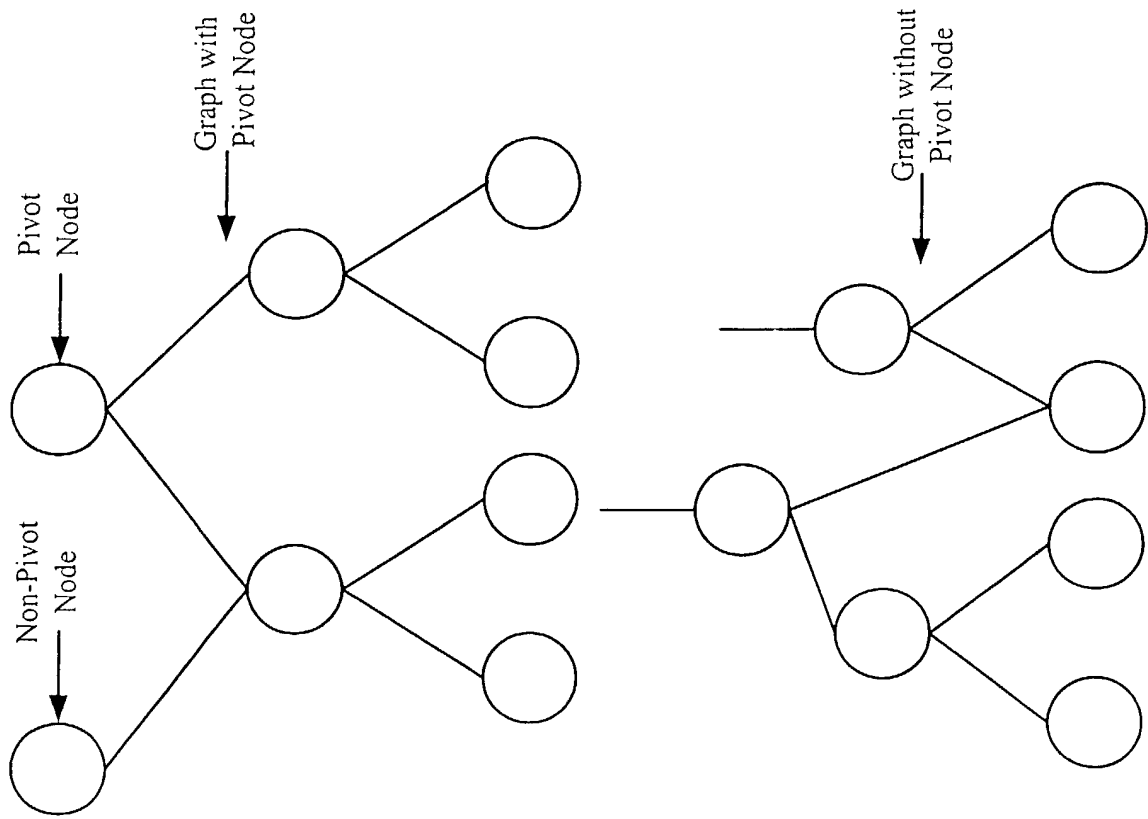 Non-Pivot
Node
Pivot
Node
Graph with
Pivot Node
Graph without
Pivot Node